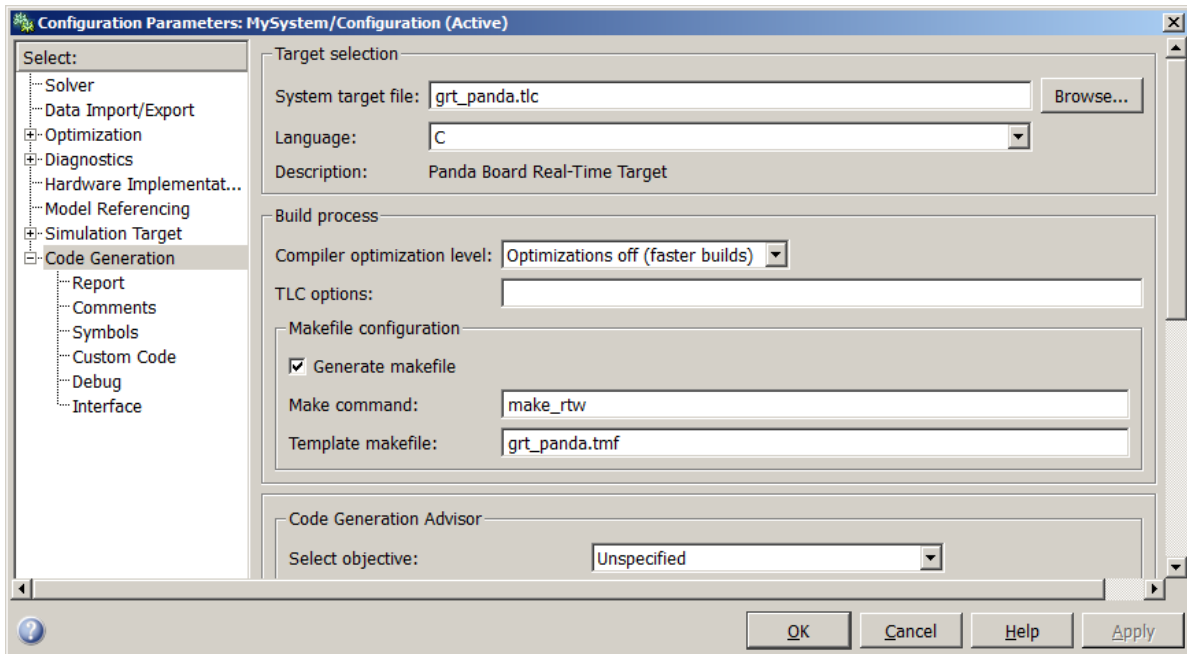 Configuration Parameters: MySystem/Configuration (Active)
Select:
Solver
Data Import/Export
Optimization
Diagnostics
Hardware Implementat...
Model Referencing
Simulation Target
Code Generation
Report
Comments
Symbols
Custom Code
Debug
Interface
Target selection
System target file: grt_panda.tlc Browse...
Language: C
Description: Panda Board Real-Time Target
Build process
Compiler optimization level: Optimizations off (faster builds)
TLC options:
Makefile configuration
Generate makefile
Make command: make_rtw
Template makefile: grt_panda.tmf
Code Generation Advisor
Select objective: Unspecified
OK Cancel Help Apply